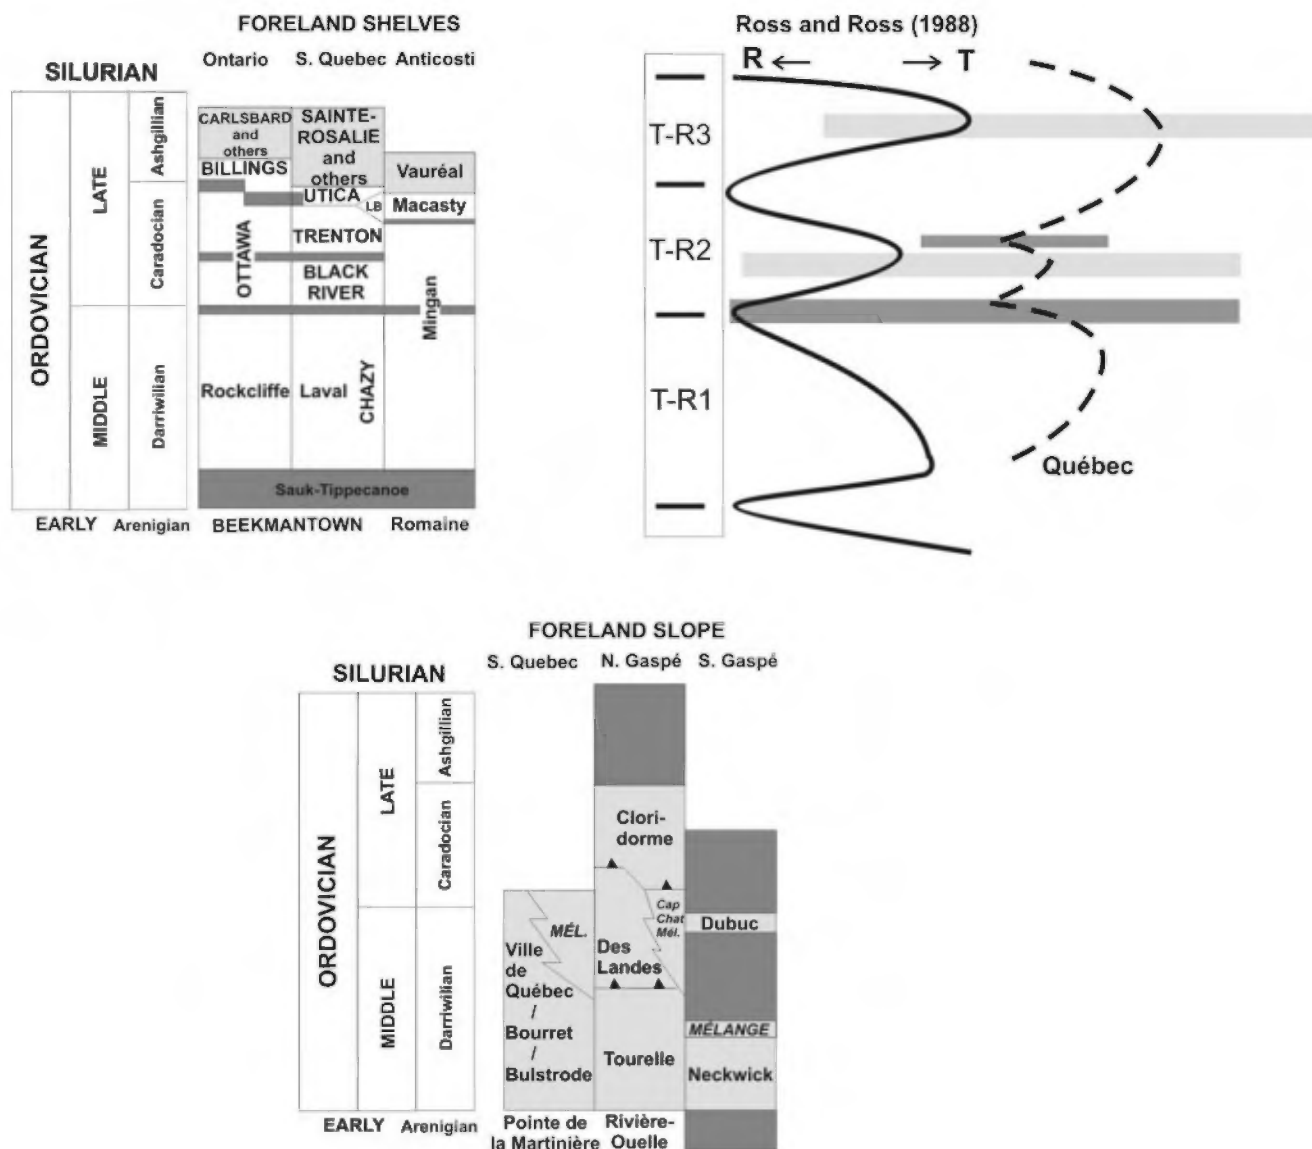 FORELAND SHELVES
Ontario S. Quebec Anticosti
SILURIAN
ORDOVICIAN
LATE
MIDDLE
Ashgillian
Caradocian
Darriwilian
EARLY Arenigian
CARLSBARD
and
others
BILLINGS
OTTAWA
Rockcliffe
SAINTE-
ROSALIE
and
others
UTICA
LB
TRENTON
BLACK
RIVER
Laval
CHAZY
Vauréal
Macasty
Mingan
Sauk-Tippecanoe
BEEKMANTOWN Romaine
Ross and Ross (1988)
R T
T-R3
T-R2
T-R1
Québec
FORELAND SLOPE
S. Quebec N. Gaspé S. Gaspé
SILURIAN
ORDOVICIAN
LATE
MIDDLE
Ashgillian
Caradocian
Darriwilian
EARLY Arenigian
MÉL.
Ville
de
Québec
/
Bourret
/
Bulstrode
Pointe de
la Martinière
Clori-
dorme
Cap
Chat
Mél.
Des
Landes
Tourelle
Rivière-
Ouelle
Dubuc
MÉLANGE
Neckwick